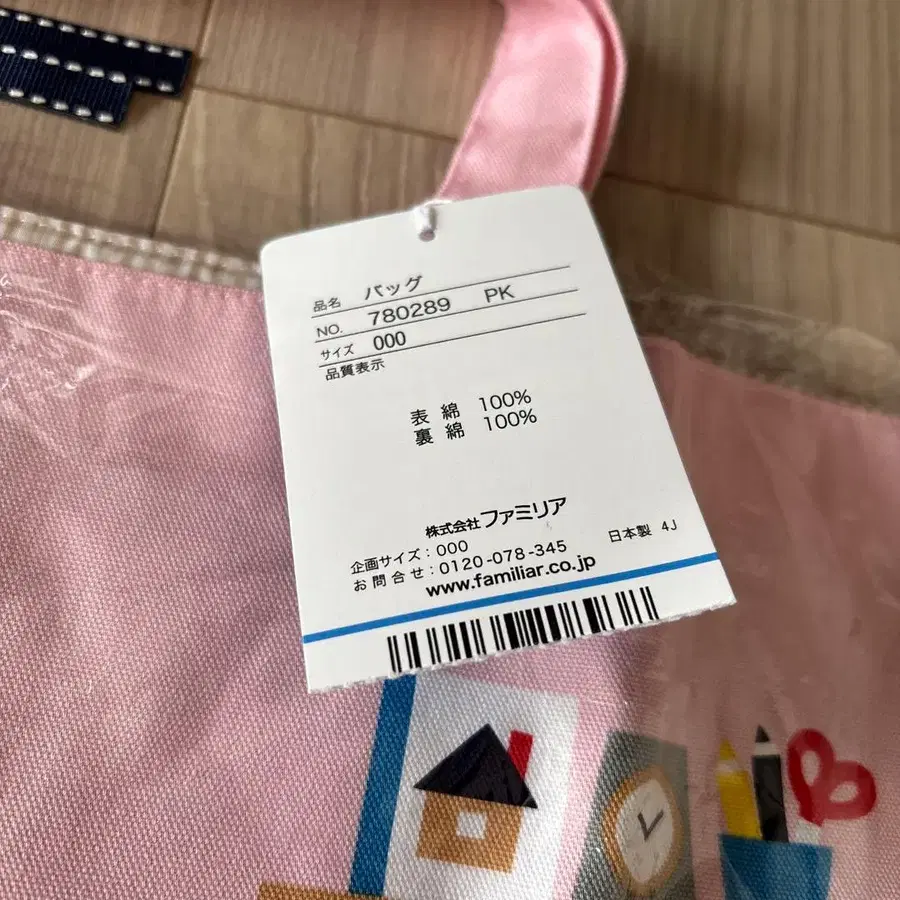 品名 バッグ
NO. 780289 PK
サイズ 000
品質表示
表 綿 100%
裏 綿 100%
株式会社ファミリア
企画サイズ：000 日本製 4J
お問合せ：0120-078-345
www.familiar.co.jp